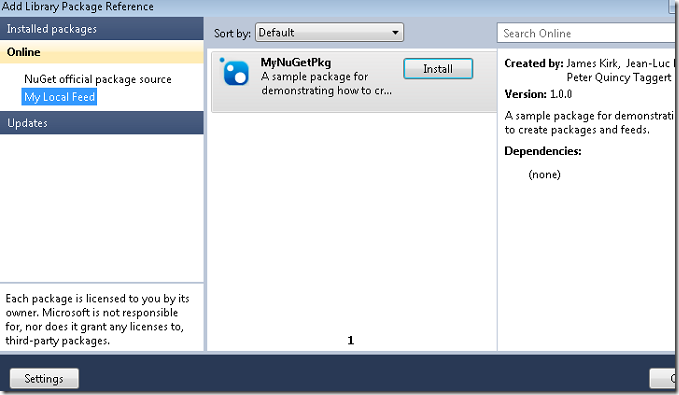 Add Library Package Reference
Installed packages
Online
NuGet official package source
My Local Feed
Updates
Each package is licensed to you by its
owner. Microsoft is not responsible
for, nor does it grant any licenses to,
third-party packages.
Settings
Sort by: Default
MyNuGetPkg
A sample package for
demonstrating how to cr...
Install
1
Search Online
Created by: James Kirk, Jean-Luc
Peter Quincy Taggert
Version: 1.0.0
A sample package for demonstrati
to create packages and feeds.
Dependencies:
(none)